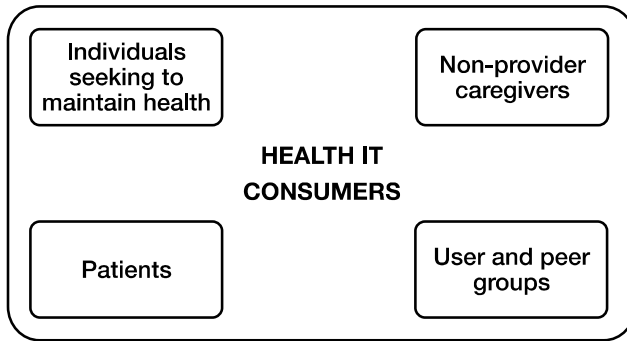 Individuals
seeking to
maintain health
Non-provider
caregivers
HEALTH IT
CONSUMERS
Patients
User and peer
groups